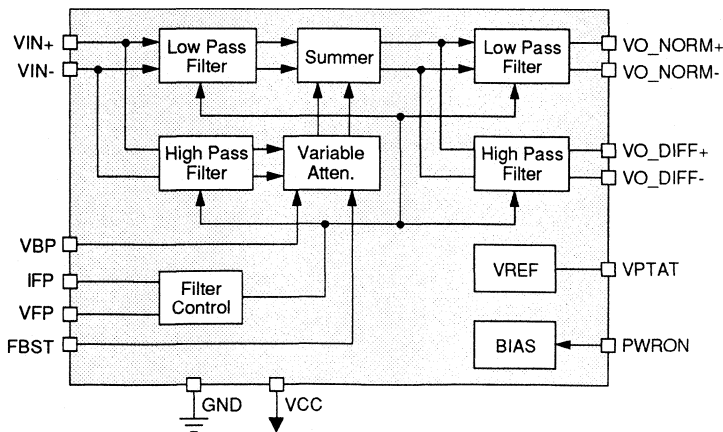 VIN+
VIN-
Low Pass
Filter
Summer
Low Pass
Filter
VO_NORM+
VO_NORM-
High Pass
Filter
Variable
Atten.
High Pass
Filter
VO_DIFF+
VO_DIFF-
VBP
IFP
VFP
FBST
Filter
Control
VREF
VPTAT
BIAS
PWRON
GND
VCC